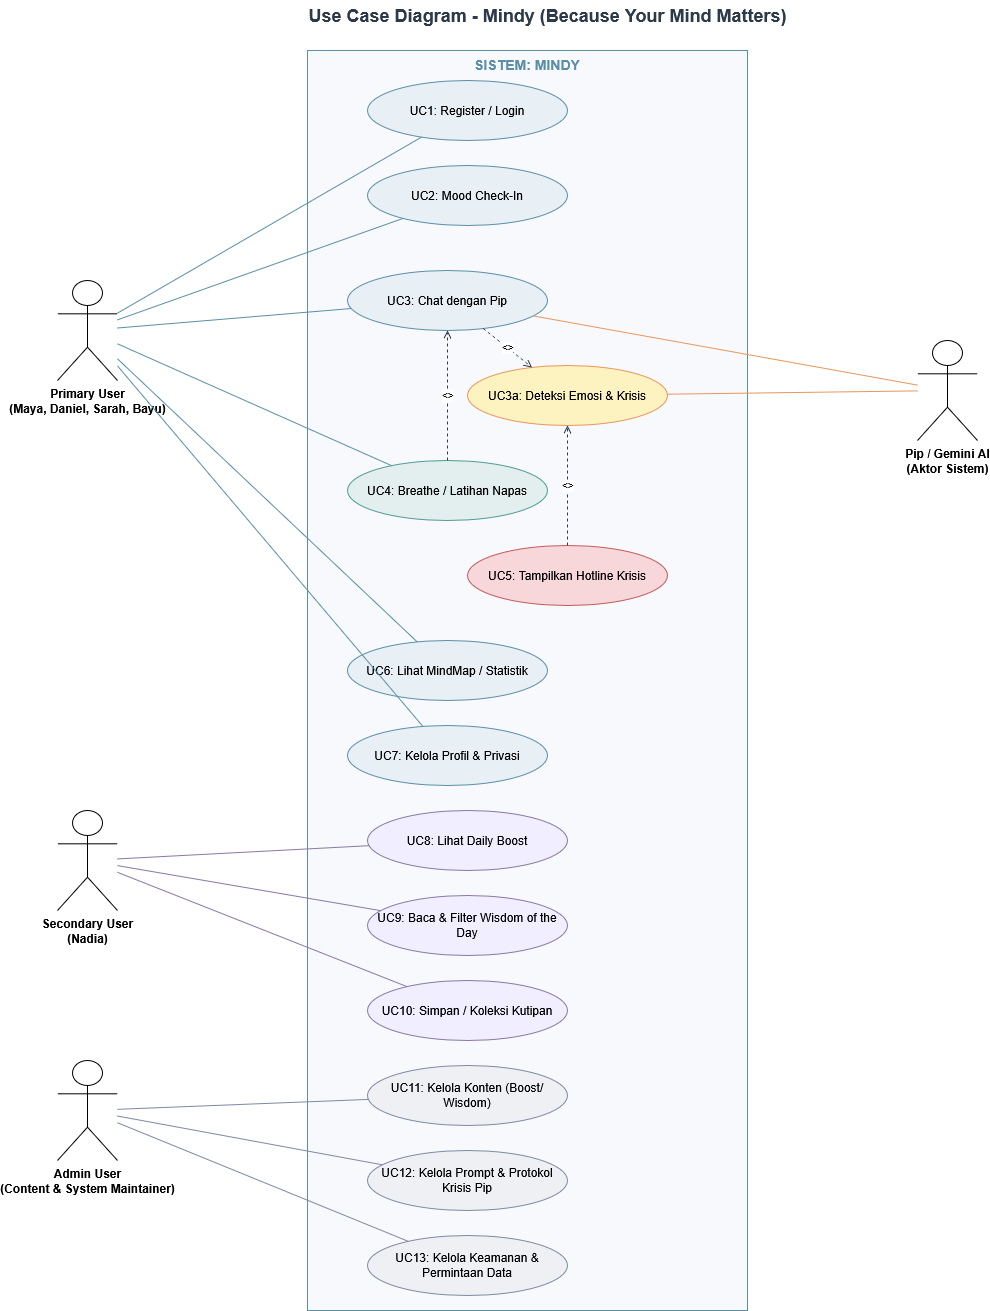 Use Case Diagram - Mindy (Because Your Mind Matters)
SISTEM: MINDY
UC1: Register / Login
UC2: Mood Check-In
UC3: Chat dengan Pip
<>
UC3a: Deteksi Emosi & Krisis
<>
Primary User
(Maya, Daniel, Sarah, Bayu)
Pip / Gemini AI
(Aktor Sistem)
UC4: Breathe / Latihan Napas
<>
UC5: Tampilkan Hotline Krisis
UC6: Lihat MindMap / Statistik
UC7: Kelola Profil & Privasi
UC8: Lihat Daily Boost
UC9: Baca & Filter Wisdom of the
Day
Secondary User
(Nadia)
UC10: Simpan / Koleksi Kutipan
UC11: Kelola Konten (Boost/
Wisdom)
UC12: Kelola Prompt & Protokol
Krisis Pip
Admin User
(Content & System Maintainer)
UC13: Kelola Keamanan &
Permintaan Data